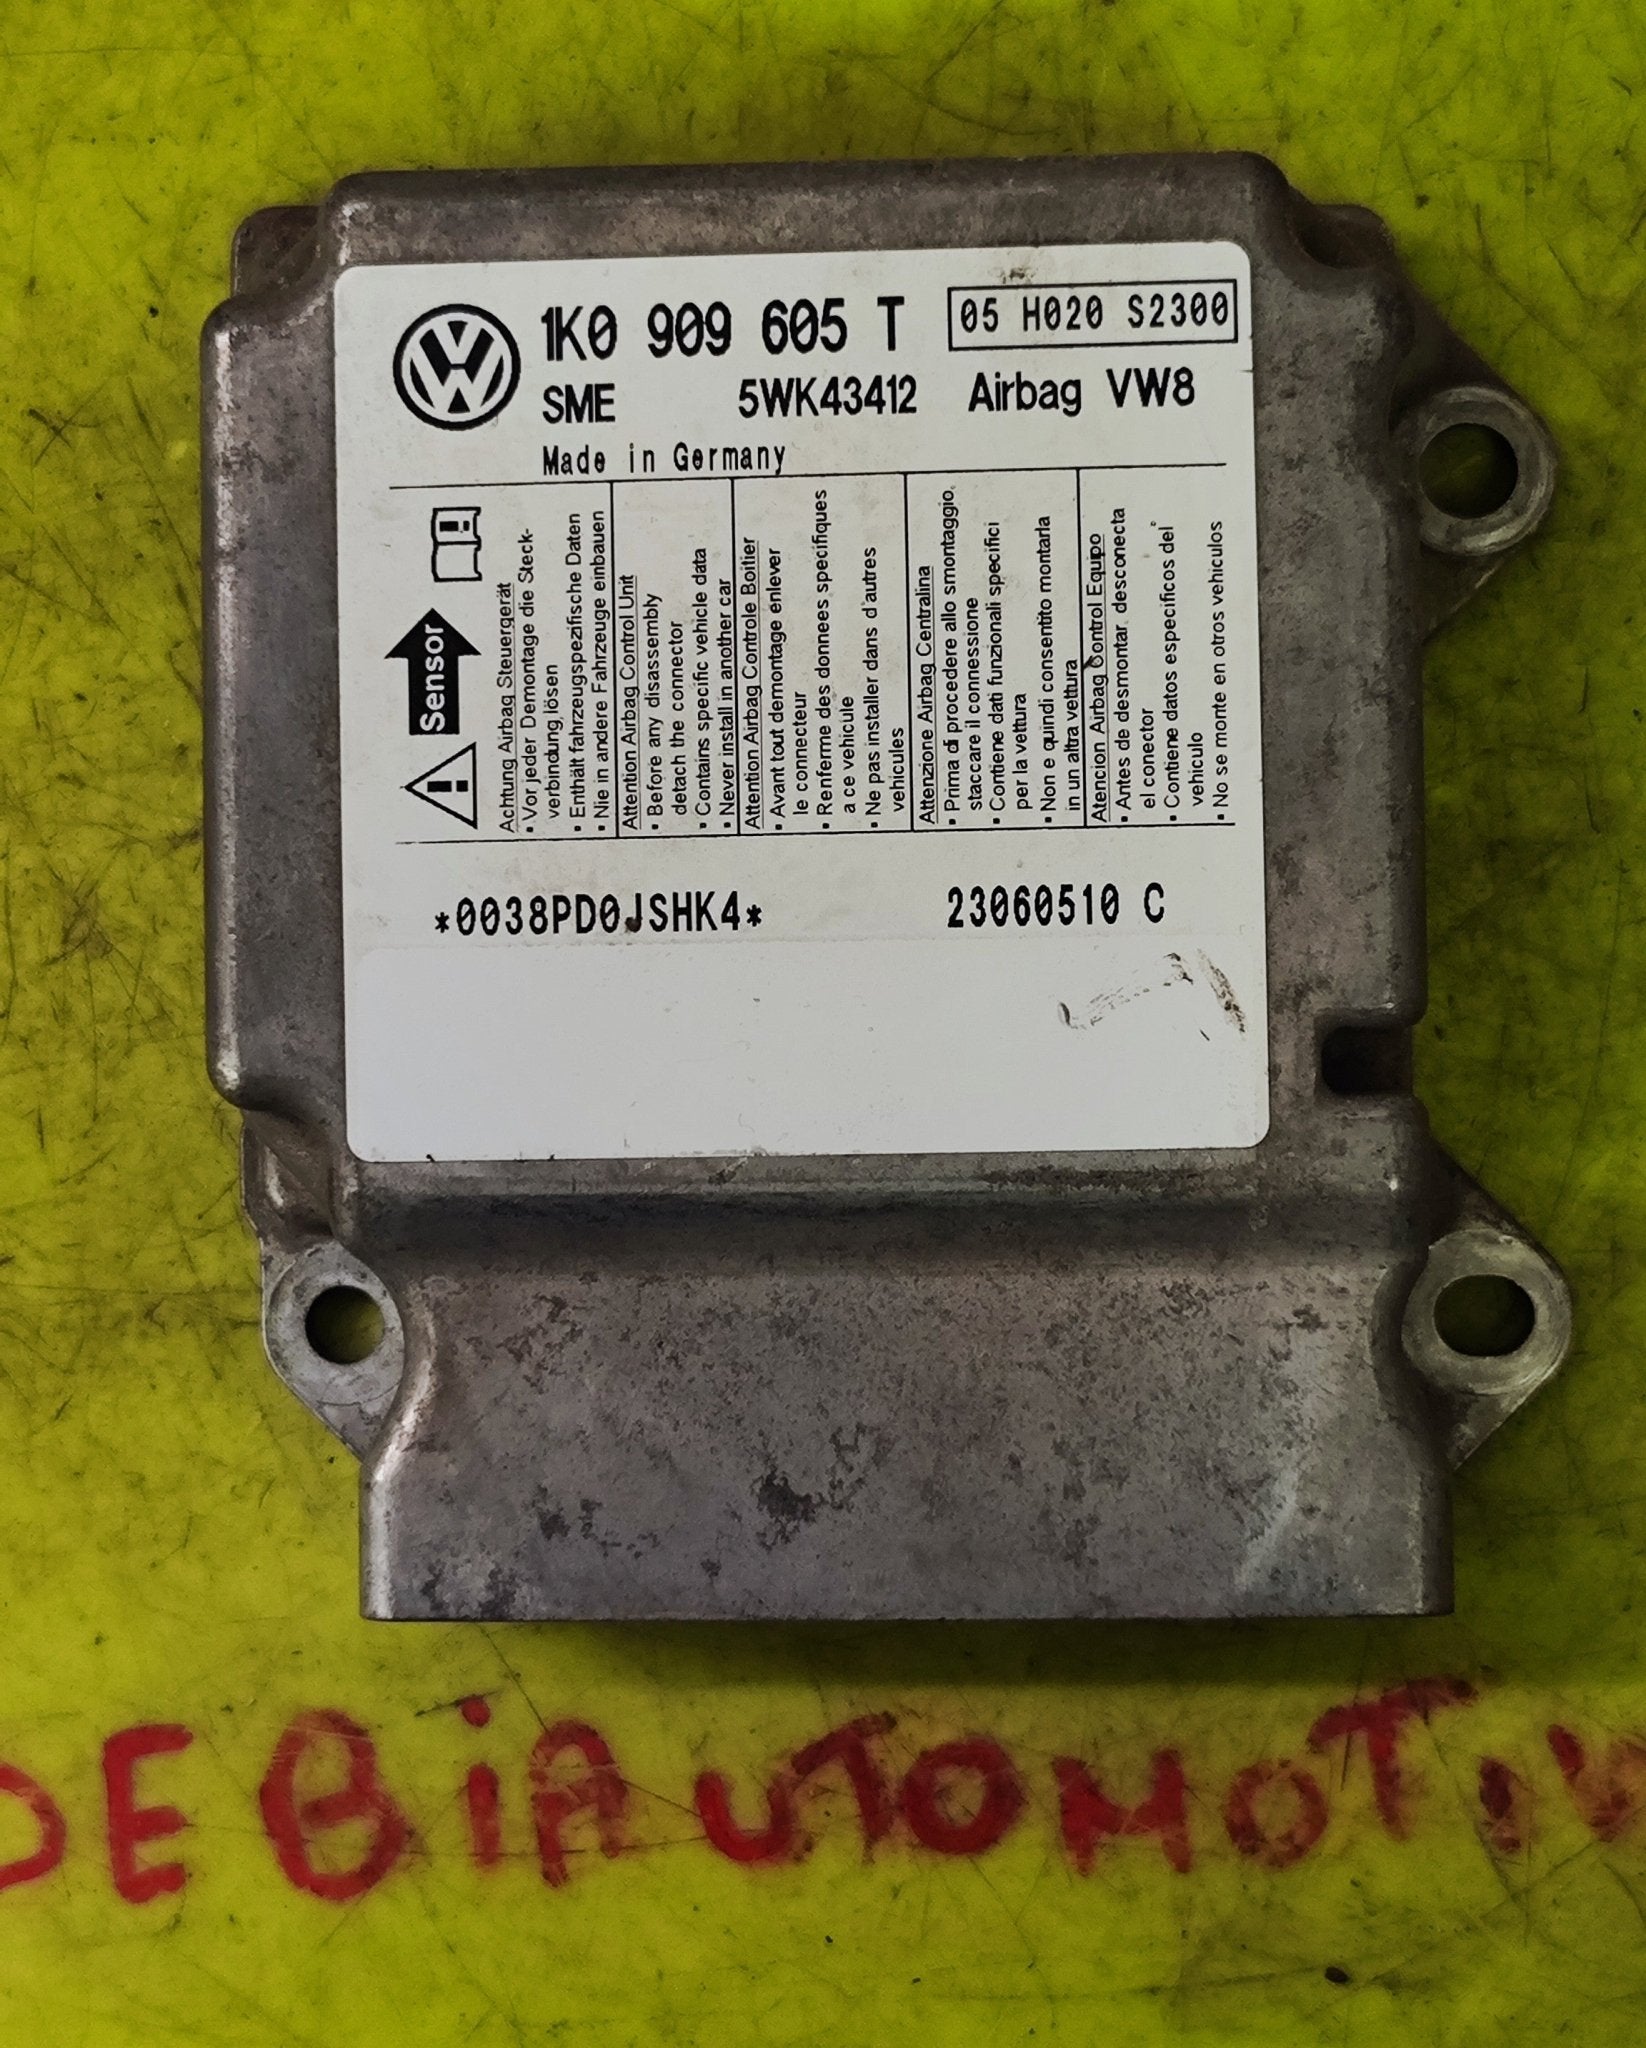 1K0 909 605 T 05 H020 S2300
SME 5WK43412 Airbag VW8
Made in Germany
Sensor
Achtung Airbag Steuergerät
• Vor jeder Demontage die Steck-
verbindung lösen
• Enthält fahrzeugspezifische Daten
• Nie in andere Fahrzeuge einbauen
Attention Airbag Control Unit
• Before any disassembly
detach the connector
• Contains specific vehicle data
• Never install in another car
Attention Airbag Controle Boitier
• Avant tout demontage enlever
le connecteur
• Renferme des donnees specifiques
a ce vehicule
• Ne pas installer dans d'autres
vehicules
Attenzione Airbag Centralina
• Prima di procedere allo smontaggio,
staccare il connessione
• Contiene dati funzionali specifici
per la vettura
• Non e quindi consentito montarla
in un altra vettura
Atencion Airbag Control Equipo
• Antes de desmontar desconecta
el conector
• Contiene datos especificos del
vehiculo
• No se monte en otros vehiculos
*0038PD0JSHK4* 23060510 C
DEBIAUTOMOTIV